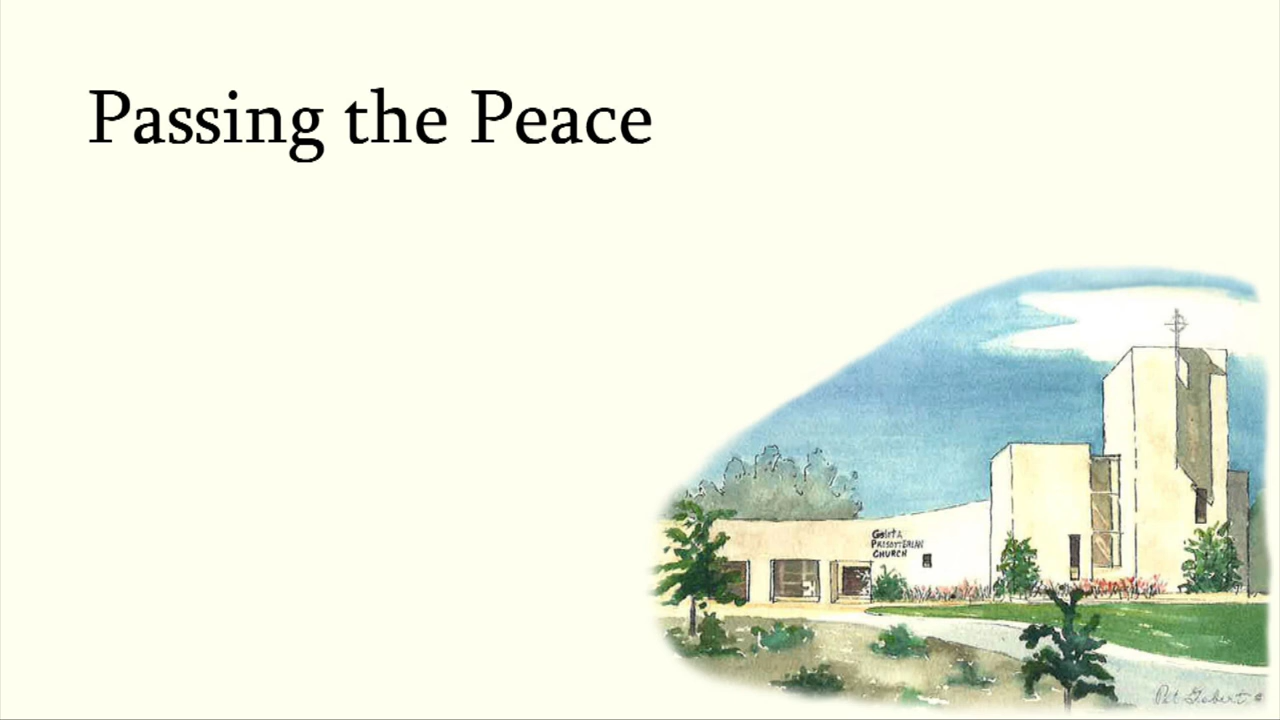 Passing the Peace
Goleta
Presbyterian
Church